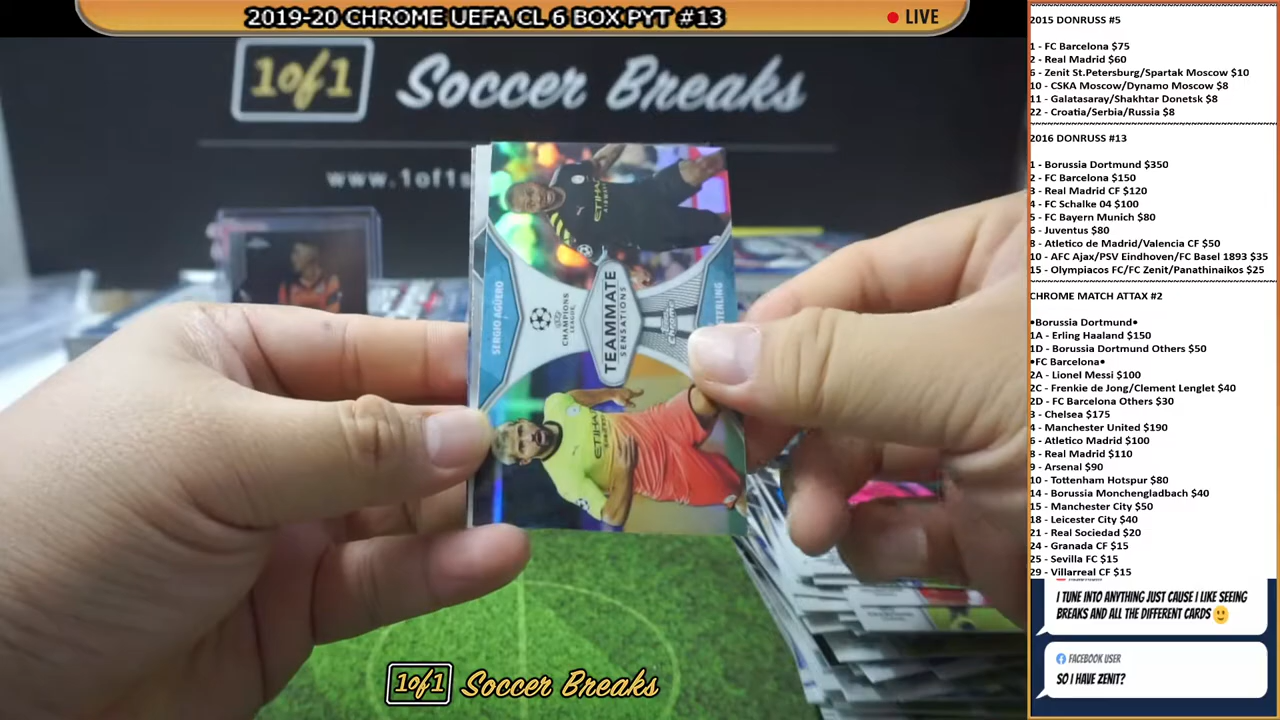 2019-20 CHROME UEFA CL 6 BOX PYT #13
LIVE
1of1 Soccer Breaks
www.1of1s
SERGIO AGÜERO
CHAMPIONS LEAGUE
TEAMMATE
SENSATIONS
Chrome
STERLING
ETIHAD AIRWAYS
ETIHAD
1of1 Soccer Breaks
2015 DONRUSS #5
1 - FC Barcelona $75
2 - Real Madrid $60
6 - Zenit St.Petersburg/Spartak Moscow $10
10 - CSKA Moscow/Dynamo Moscow $8
11 - Galatasaray/Shakhtar Donetsk $8
22 - Croatia/Serbia/Russia $8
2016 DONRUSS #13
1 - Borussia Dortmund $350
2 - FC Barcelona $150
3 - Real Madrid CF $120
4 - FC Schalke 04 $100
5 - FC Bayern Munich $80
6 - Juventus $80
8 - Atletico de Madrid/Valencia CF $50
10 - AFC Ajax/PSV Eindhoven/FC Basel 1893 $35
15 - Olympiacos FC/FC Zenit/Panathinaikos $25
CHROME MATCH ATTAX #2
•Borussia Dortmund•
1A - Erling Haaland $150
1D - Borussia Dortmund Others $50
•FC Barcelona•
2A - Lionel Messi $100
2C - Frenkie de Jong/Clement Lenglet $40
2D - FC Barcelona Others $30
3 - Chelsea $175
4 - Manchester United $190
6 - Atletico Madrid $100
8 - Real Madrid $110
9 - Arsenal $90
10 - Tottenham Hotspur $80
14 - Borussia Monchengladbach $40
15 - Manchester City $50
18 - Leicester City $40
21 - Real Sociedad $20
24 - Granada CF $15
25 - Sevilla FC $15
29 - Villarreal CF $15
I TUNE INTO ANYTHING JUST CAUSE I LIKE SEEING
BREAKS AND ALL THE DIFFERENT CARDS 🙂
FACEBOOK USER
SO I HAVE ZENIT?